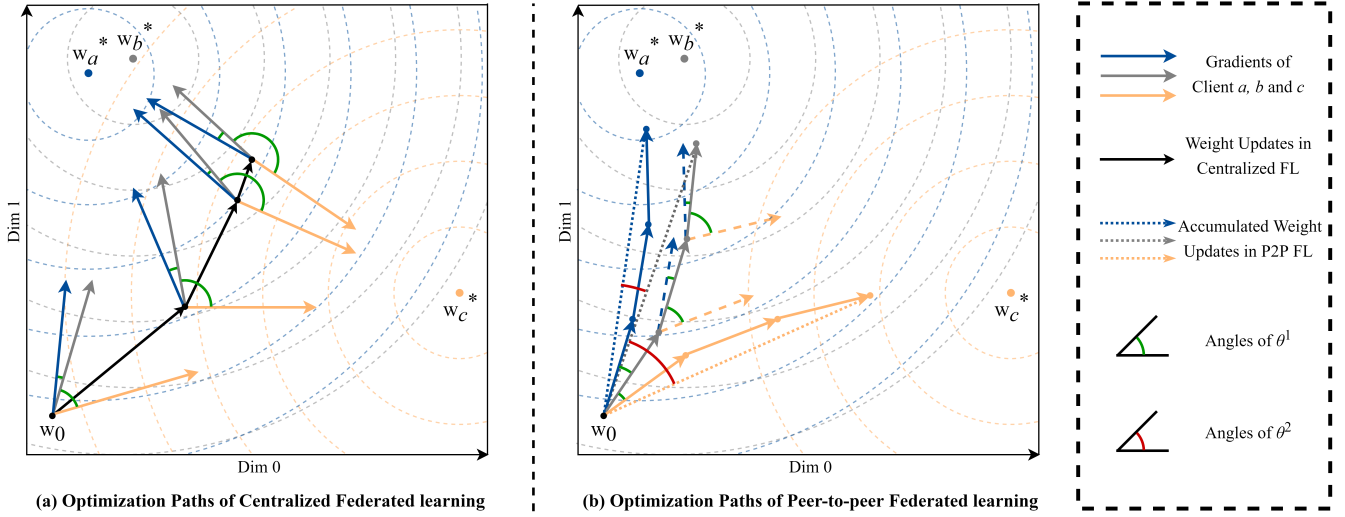 w_a^*
w_b^*
w_c^*
w_0
Dim 1
Dim 0
(a) Optimization Paths of Centralized Federated learning
w_a^*
w_b^*
w_c^*
w_0
Dim 1
Dim 0
(b) Optimization Paths of Peer-to-peer Federated learning
Gradients of
Client a, b and c
Weight Updates in
Centralized FL
Accumulated Weight
Updates in P2P FL
Angles of θ^1
Angles of θ^2